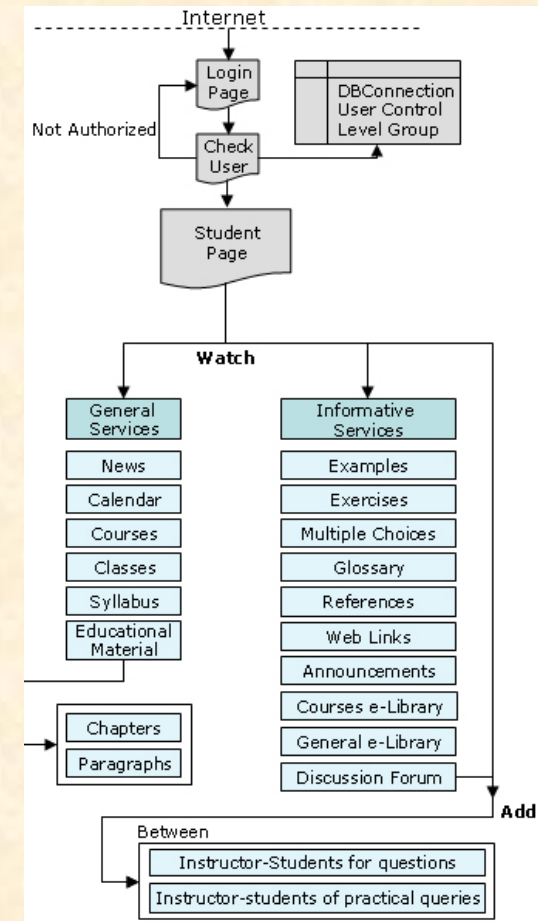 Internet
Login
Page
Not Authorized
Check
User
DBConnection
User Control
Level Group
Student
Page
Watch
General
Services
News
Calendar
Courses
Classes
Syllabus
Educational
Material
Chapters
Paragraphs
Informative
Services
Examples
Exercises
Multiple Choices
Glossary
References
Web Links
Announcements
Courses e-Library
General e-Library
Discussion Forum
Add
Between
Instructor-Students for questions
Instructor-students of practical queries